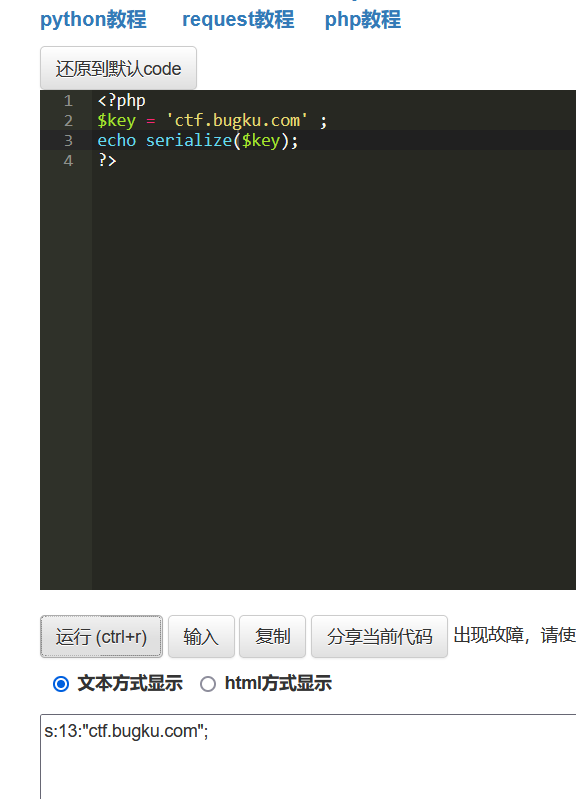 python教程 request教程 php教程
还原到默认code
1 <?php
2 $key = 'ctf.bugku.com' ;
3 echo serialize($key);
4 ?>
运行 (ctrl+r) 输入 复制 分享当前代码 出现故障，请使
文本方式显示 html方式显示
s:13:"ctf.bugku.com";